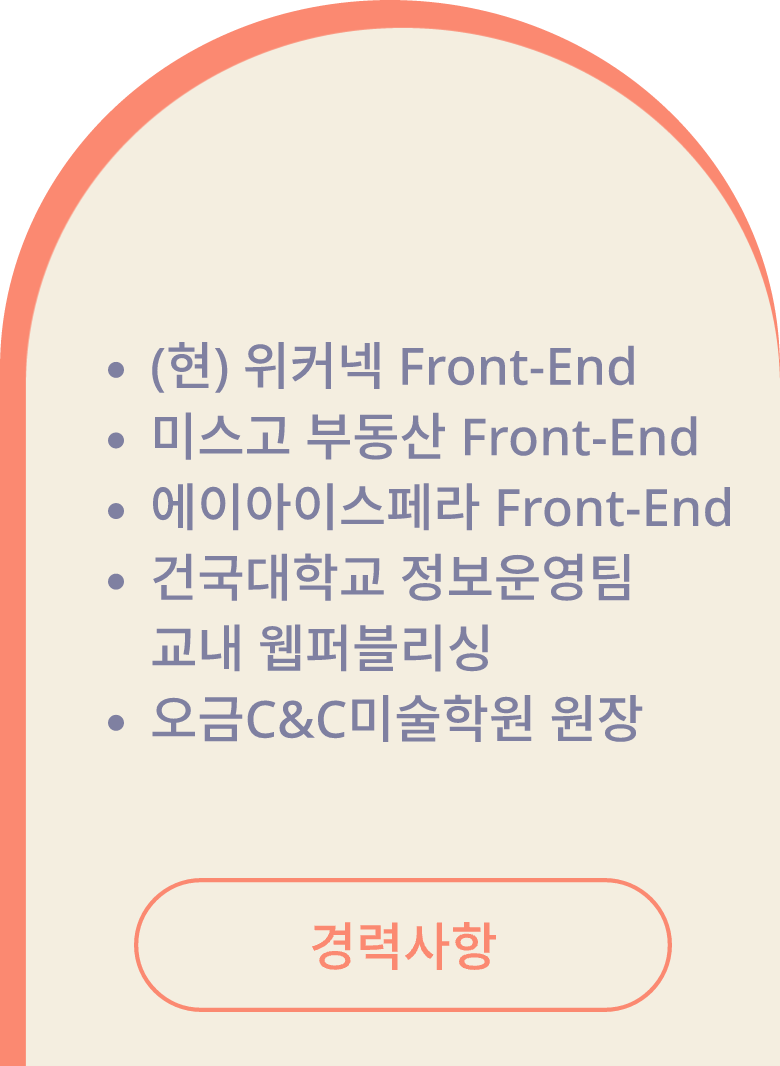 • (현) 위커넥 Front-End
• 미스고 부동산 Front-End
• 에이아이스페라 Front-End
• 건국대학교 정보운영팀
교내 웹퍼블리싱
• 오금C&C미술학원 원장
경력사항